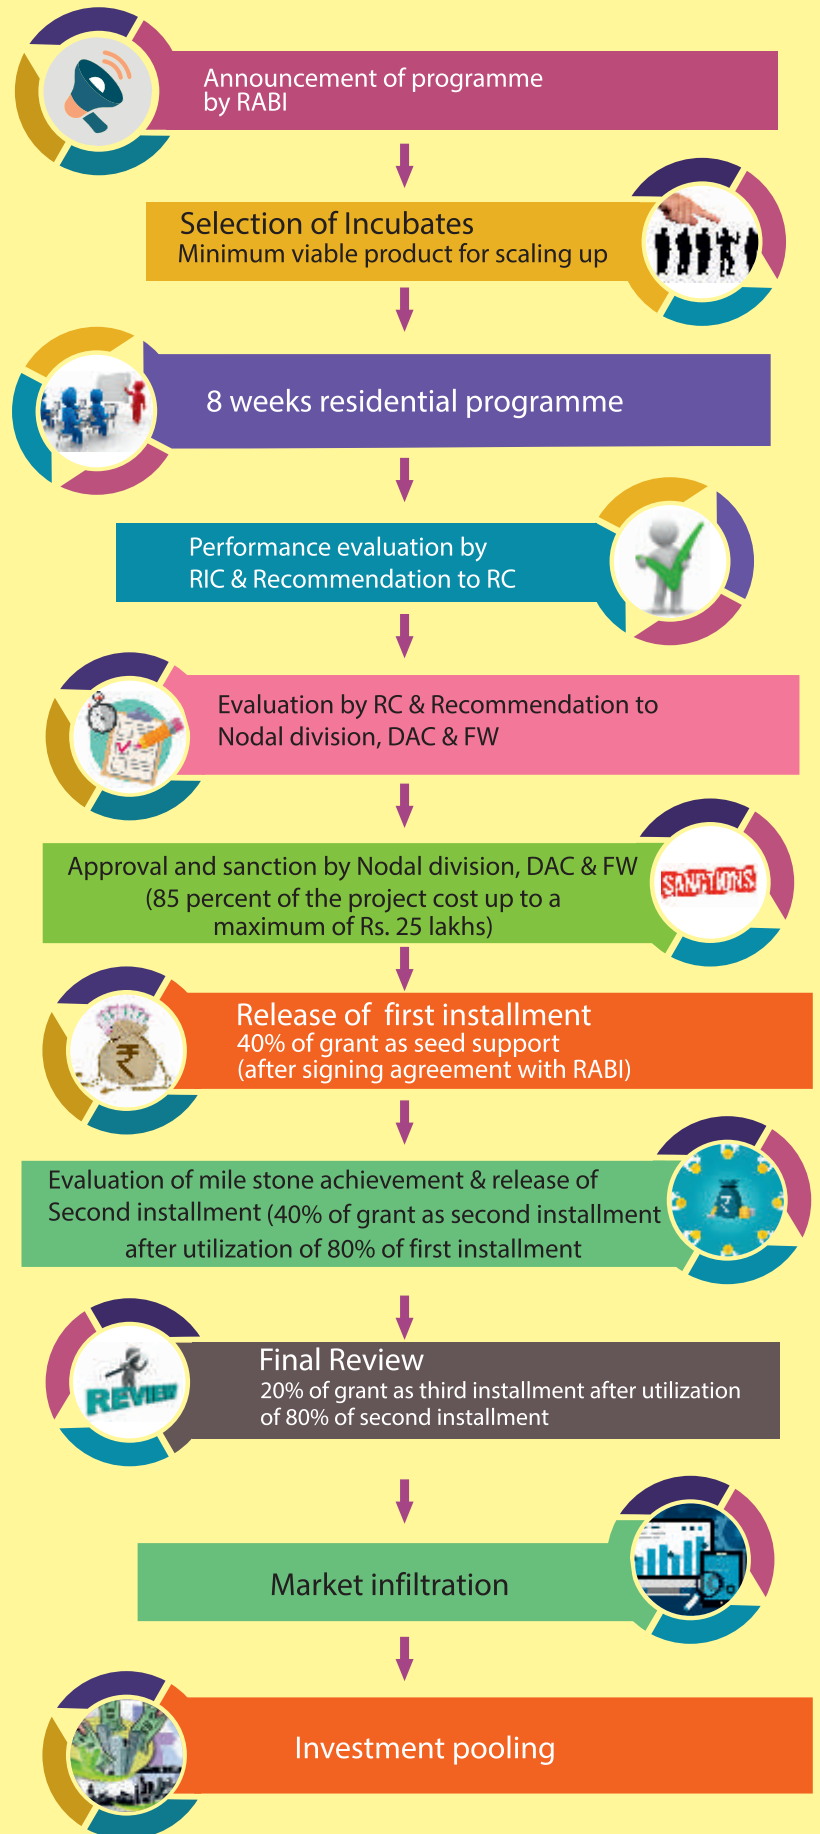 Announcement of programme
by RABI
Selection of Incubates
Minimum viable product for scaling up
8 weeks residential programme
Performance evaluation by
RIC & Recommendation to RC
Evaluation by RC & Recommendation to
Nodal division, DAC & FW
Approval and sanction by Nodal division, DAC & FW
(85 percent of the project cost up to a
maximum of Rs. 25 lakhs)
SANCTIONS
Release of first installment
40% of grant as seed support
(after signing agreement with RABI)
₹
Evaluation of mile stone achievement & release of
Second installment (40% of grant as second installment
after utilization of 80% of first installment
₹
Final Review
20% of grant as third installment after utilization
of 80% of second installment
REVIEW
Market infiltration
Investment pooling